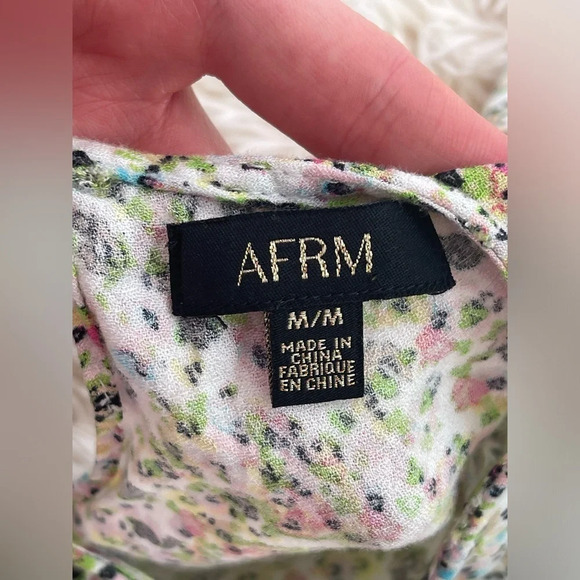 AFRM
M/M
MADE IN
CHINA
FABRIQUE
EN CHINE